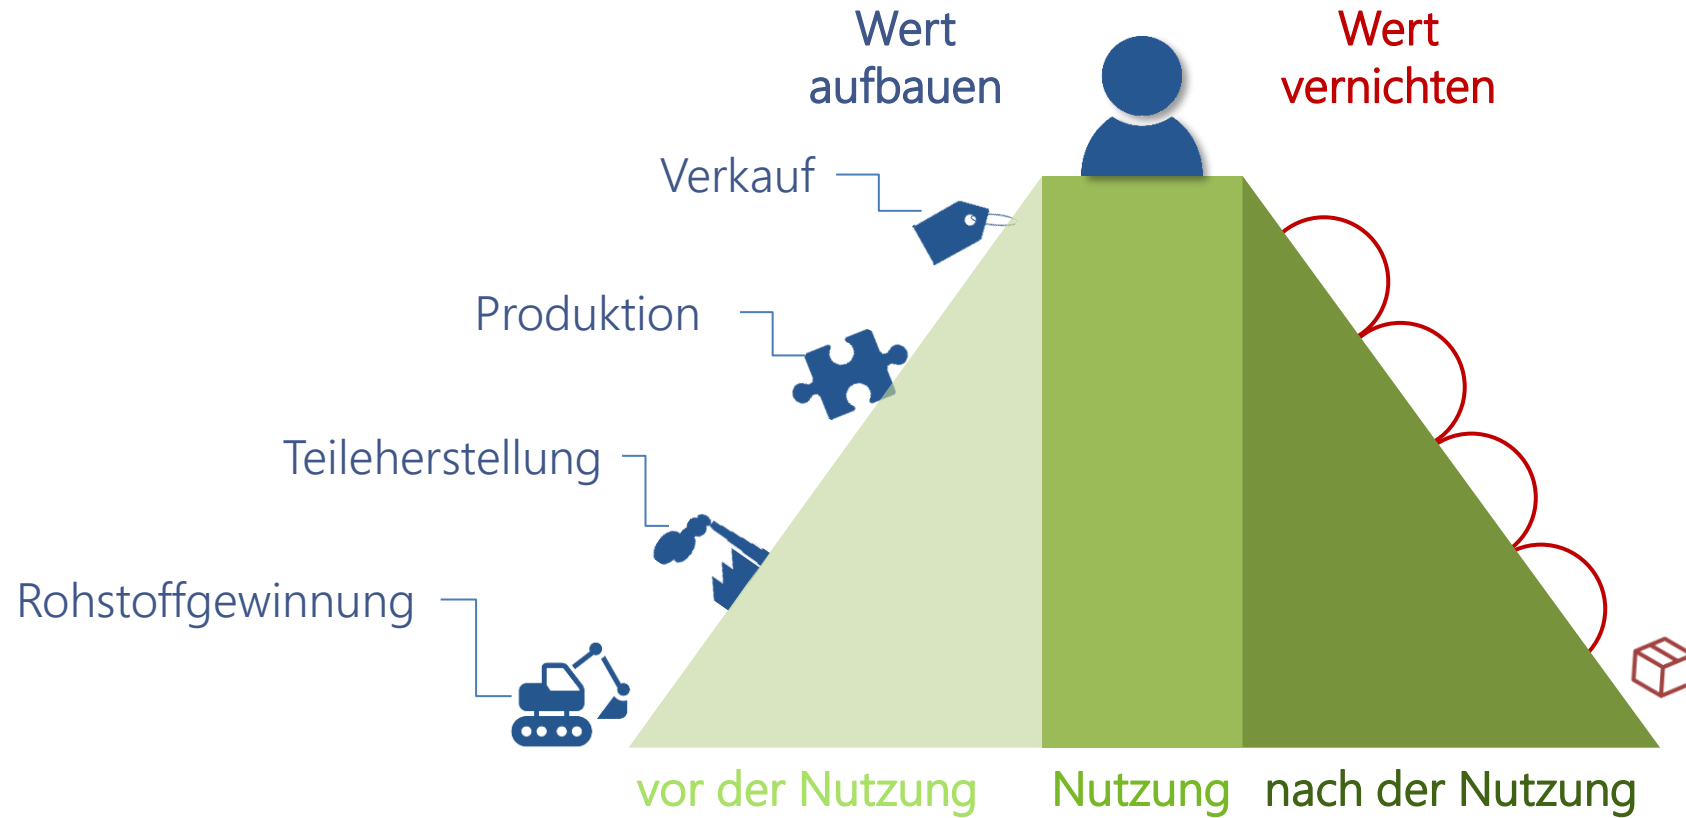 Wert
aufbauen
Wert
vernichten
Verkauf
Produktion
Teileherstellung
Rohstoffgewinnung
vor der Nutzung
Nutzung
nach der Nutzung